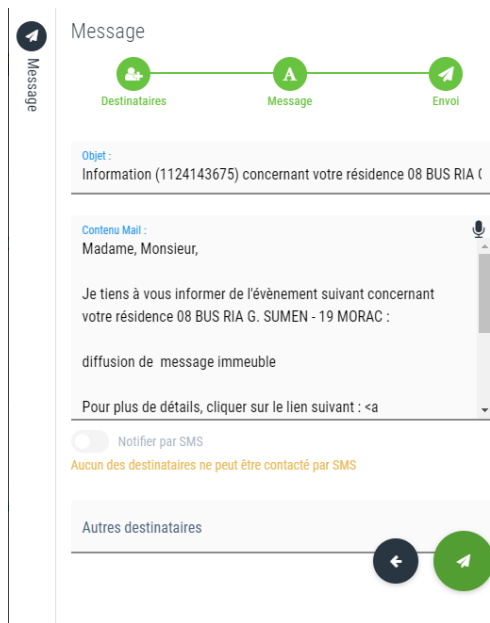 Message
Message
Destinataires
Message
Envoi
Objet :
Information (1124143675) concernant votre résidence 08 BUS RIA (
Contenu Mail :
Madame, Monsieur,
Je tiens à vous informer de l'évènement suivant concernant
votre résidence 08 BUS RIA G. SUMEN - 19 MORAC :
diffusion de  message immeuble
Pour plus de détails, cliquer sur le lien suivant : <a
Notifier par SMS
Aucun des destinataires ne peut être contacté par SMS
Autres destinataires